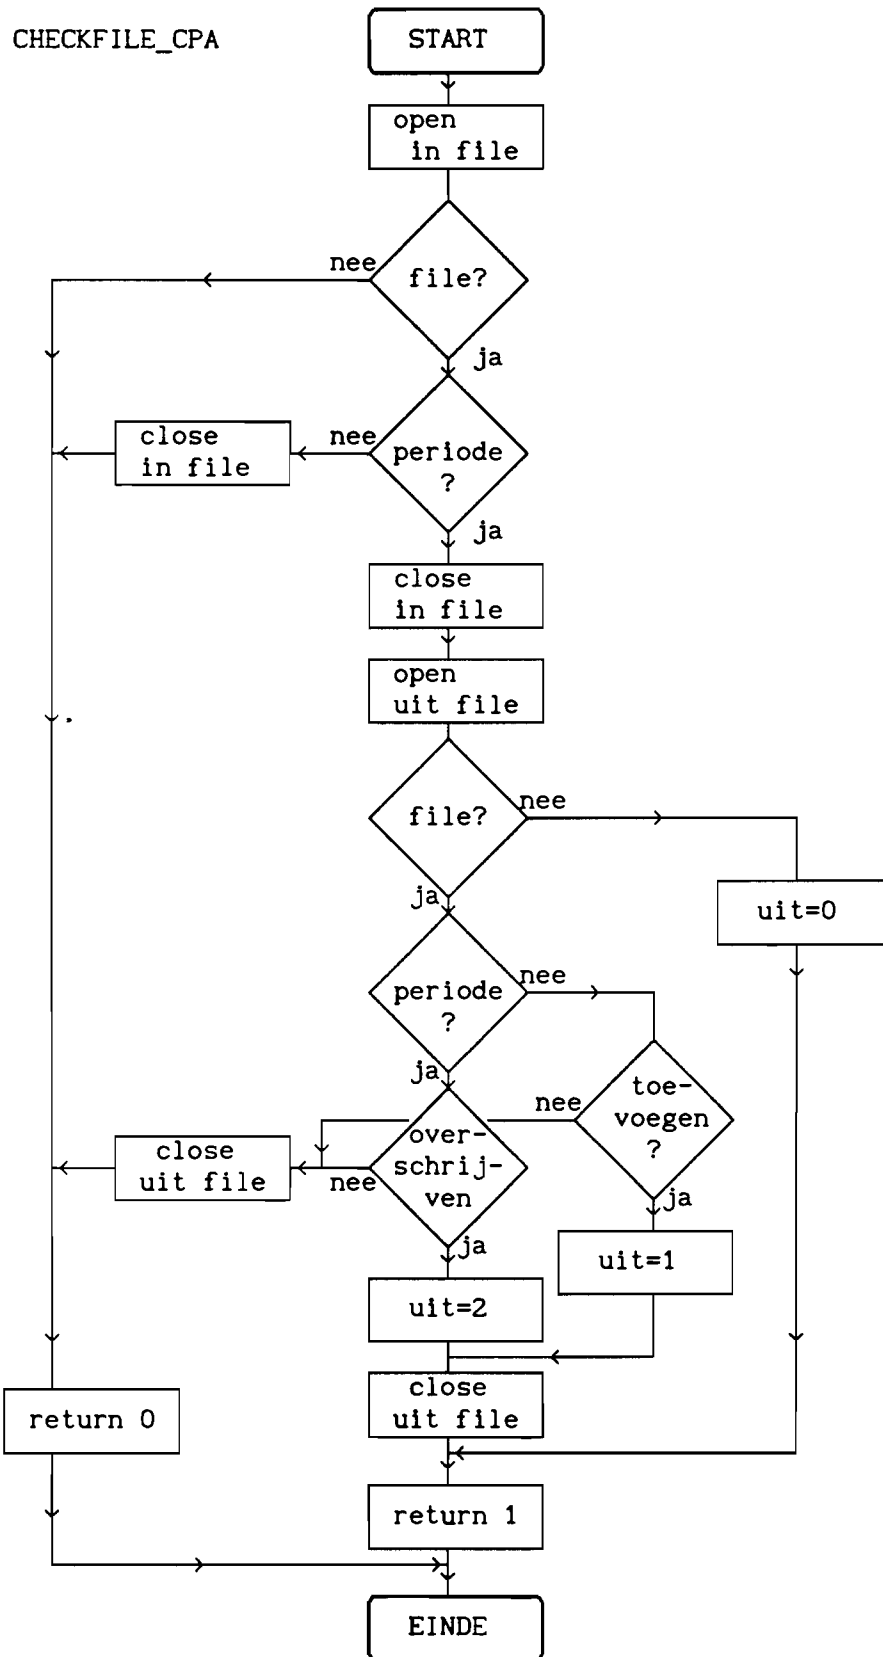 CHECKFILE_CPA
START
open
in file
nee
file?
ja
close
in file
nee
periode
?
ja
close
in file
open
uit file
file?
nee
ja
uit=0
periode
?
nee
ja
toe-
voegen
?
nee
ja
over-
schrij-
ven
nee
ja
close
uit file
uit=1
uit=2
close
uit file
return 0
return 1
EINDE